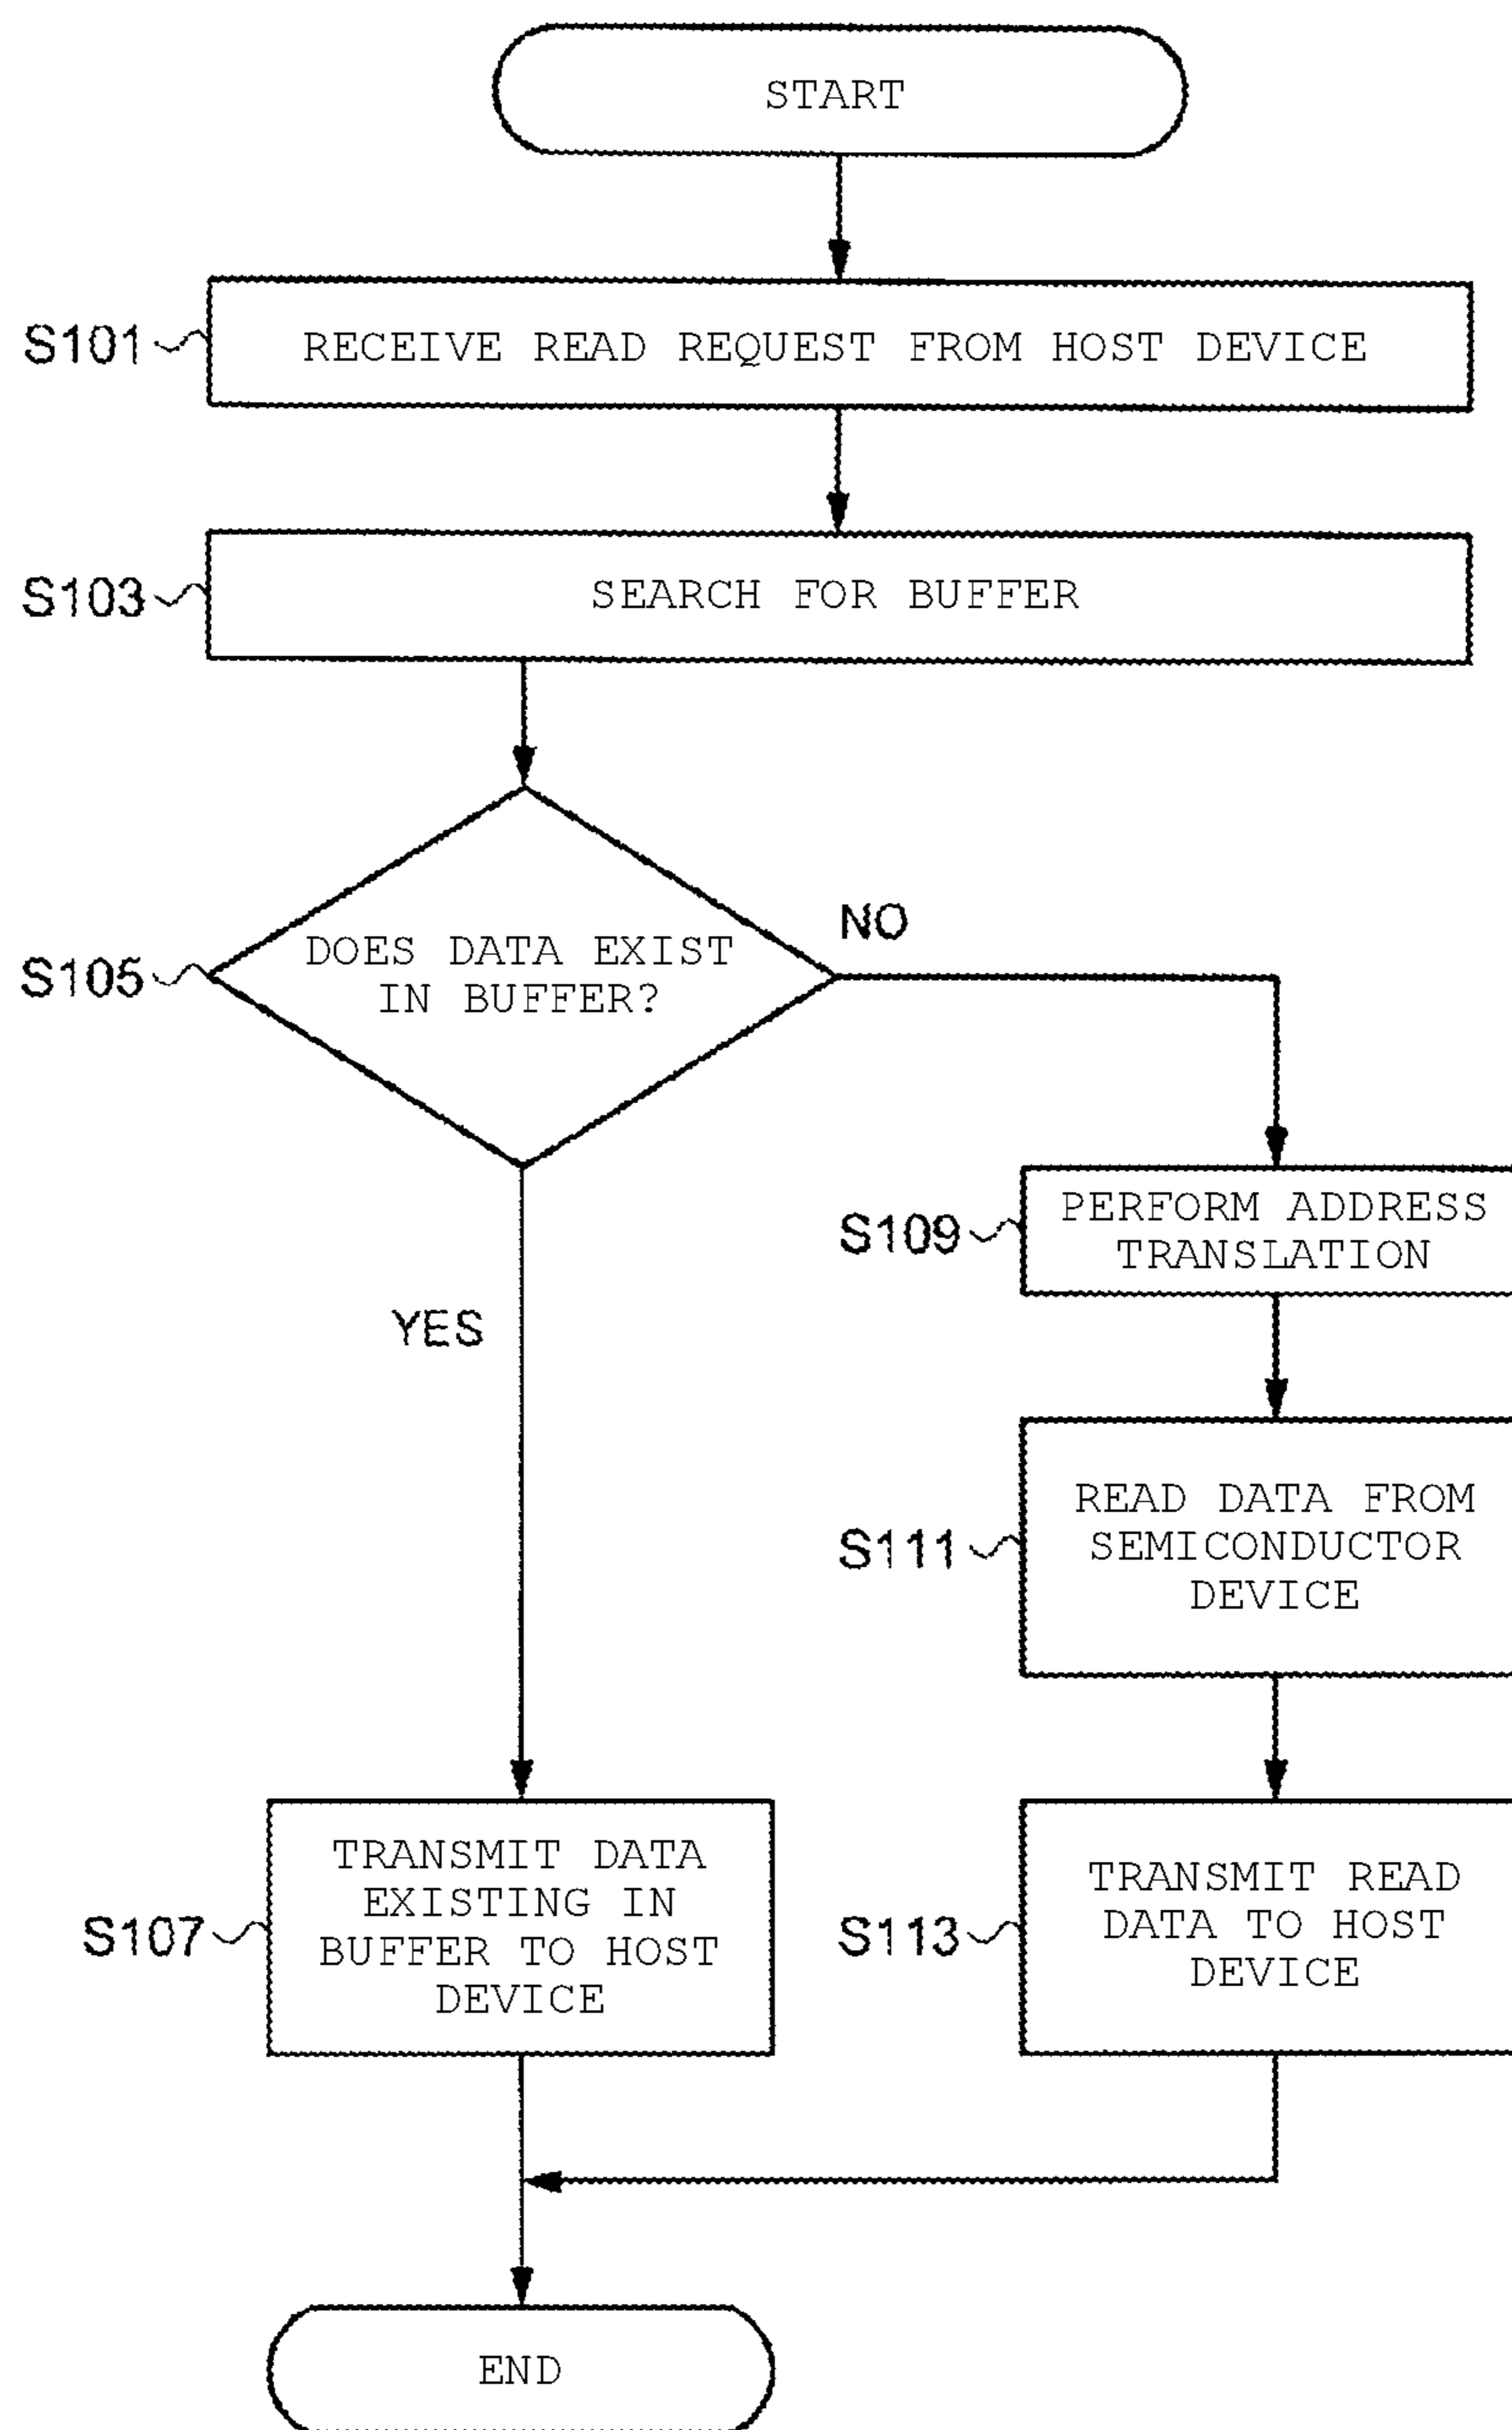 START
S101
RECEIVE READ REQUEST FROM HOST DEVICE
S103
SEARCH FOR BUFFER
S105
DOES DATA EXIST
IN BUFFER?
NO
YES
S109
PERFORM ADDRESS
TRANSLATION
S111
READ DATA FROM
SEMICONDUCTOR
DEVICE
S107
TRANSMIT DATA
EXISTING IN
BUFFER TO HOST
DEVICE
S113
TRANSMIT READ
DATA TO HOST
DEVICE
END